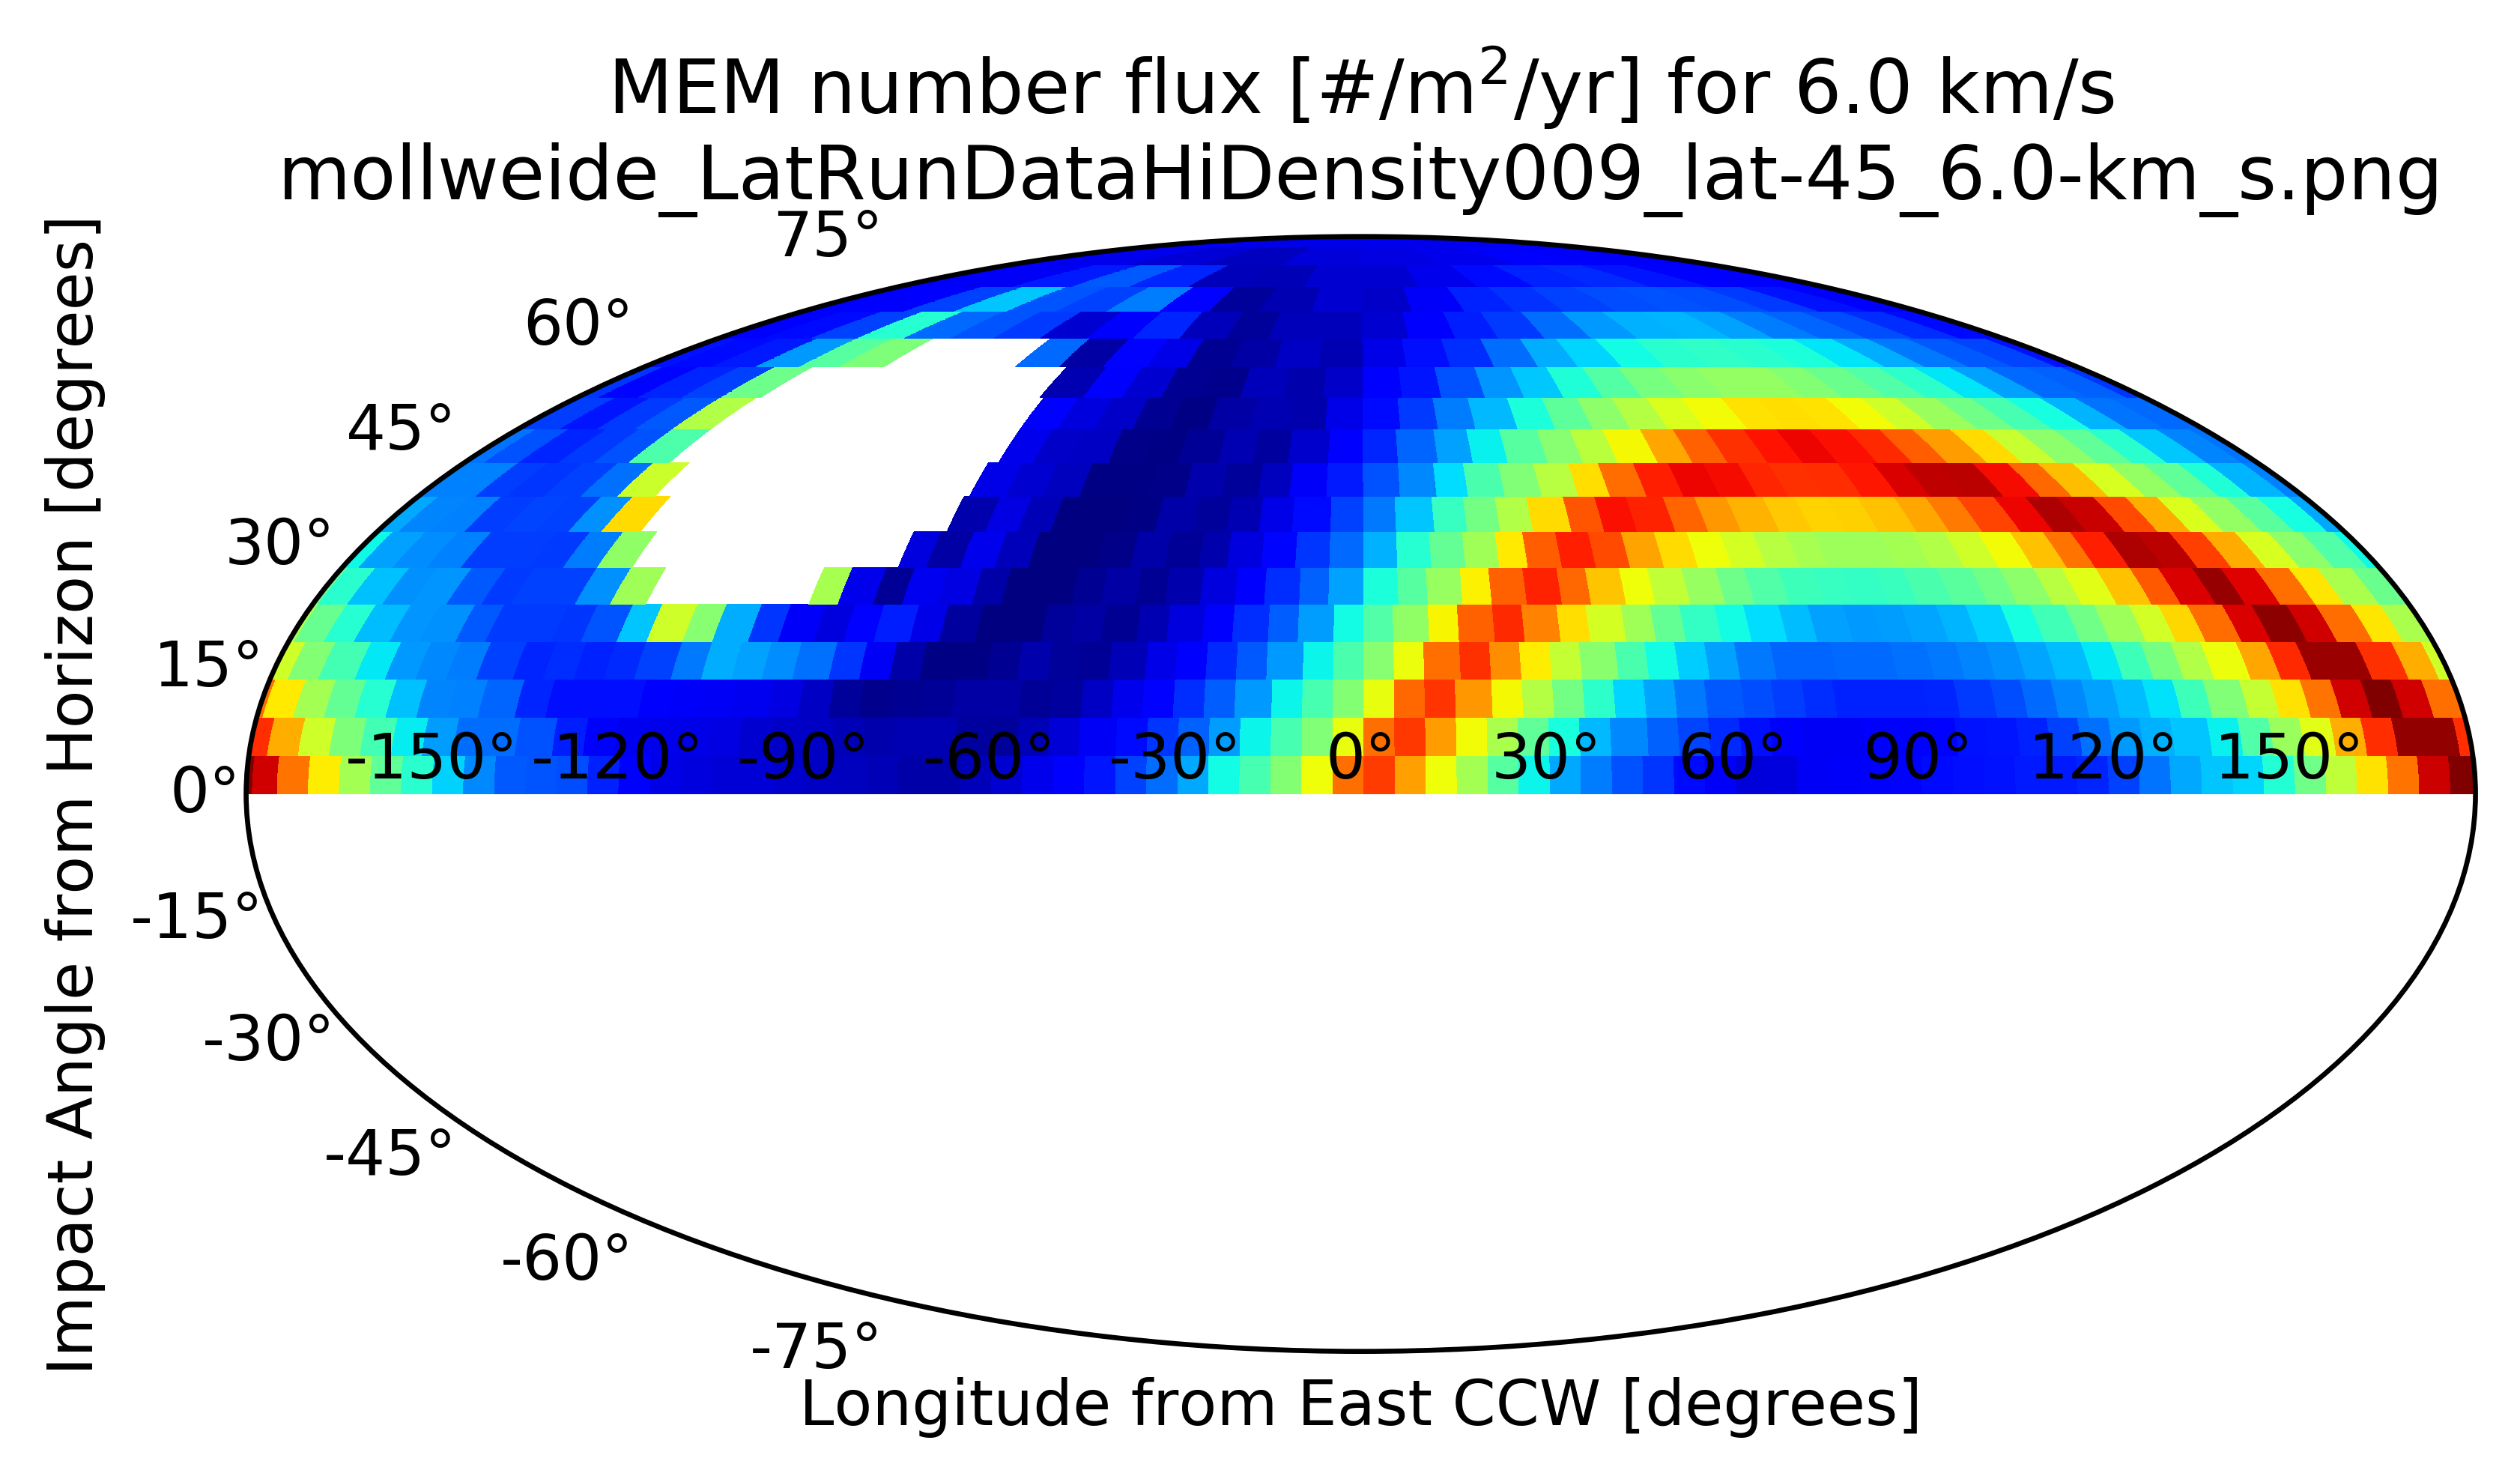 MEM number flux [#/m²/yr] for 6.0 km/s
mollweide_LatRunDataHiDensity009_lat-45_6.0-km_s.png
75°
60°
45°
30°
15°
0°
-150° -120° -90° -60° -30° 0° 30° 60° 90° 120° 150°
-15°
-30°
-45°
-60°
-75°
Impact Angle from Horizon [degrees]
Longitude from East CCW [degrees]